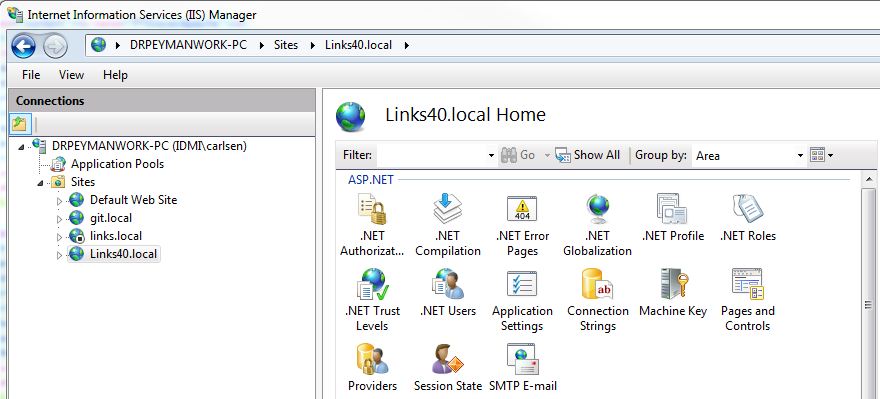 Internet Information Services (IIS) Manager
DRPEYMANWORK-PC Sites Links40.local
File View Help
Connections
DRPEYMANWORK-PC (IDMI\carlsen)
Application Pools
Sites
Default Web Site
git.local
links.local
Links40.local
Links40.local Home
Filter: Go Show All Group by: Area
ASP.NET
.NET Authorizat...
.NET Compilation
404
.NET Error Pages
.NET Globalization
.NET Profile
.NET Roles
.NET Trust Levels
.NET Users
Application Settings
ab
Connection Strings
Machine Key
Pages and Controls
Providers
Session State
SMTP E-mail